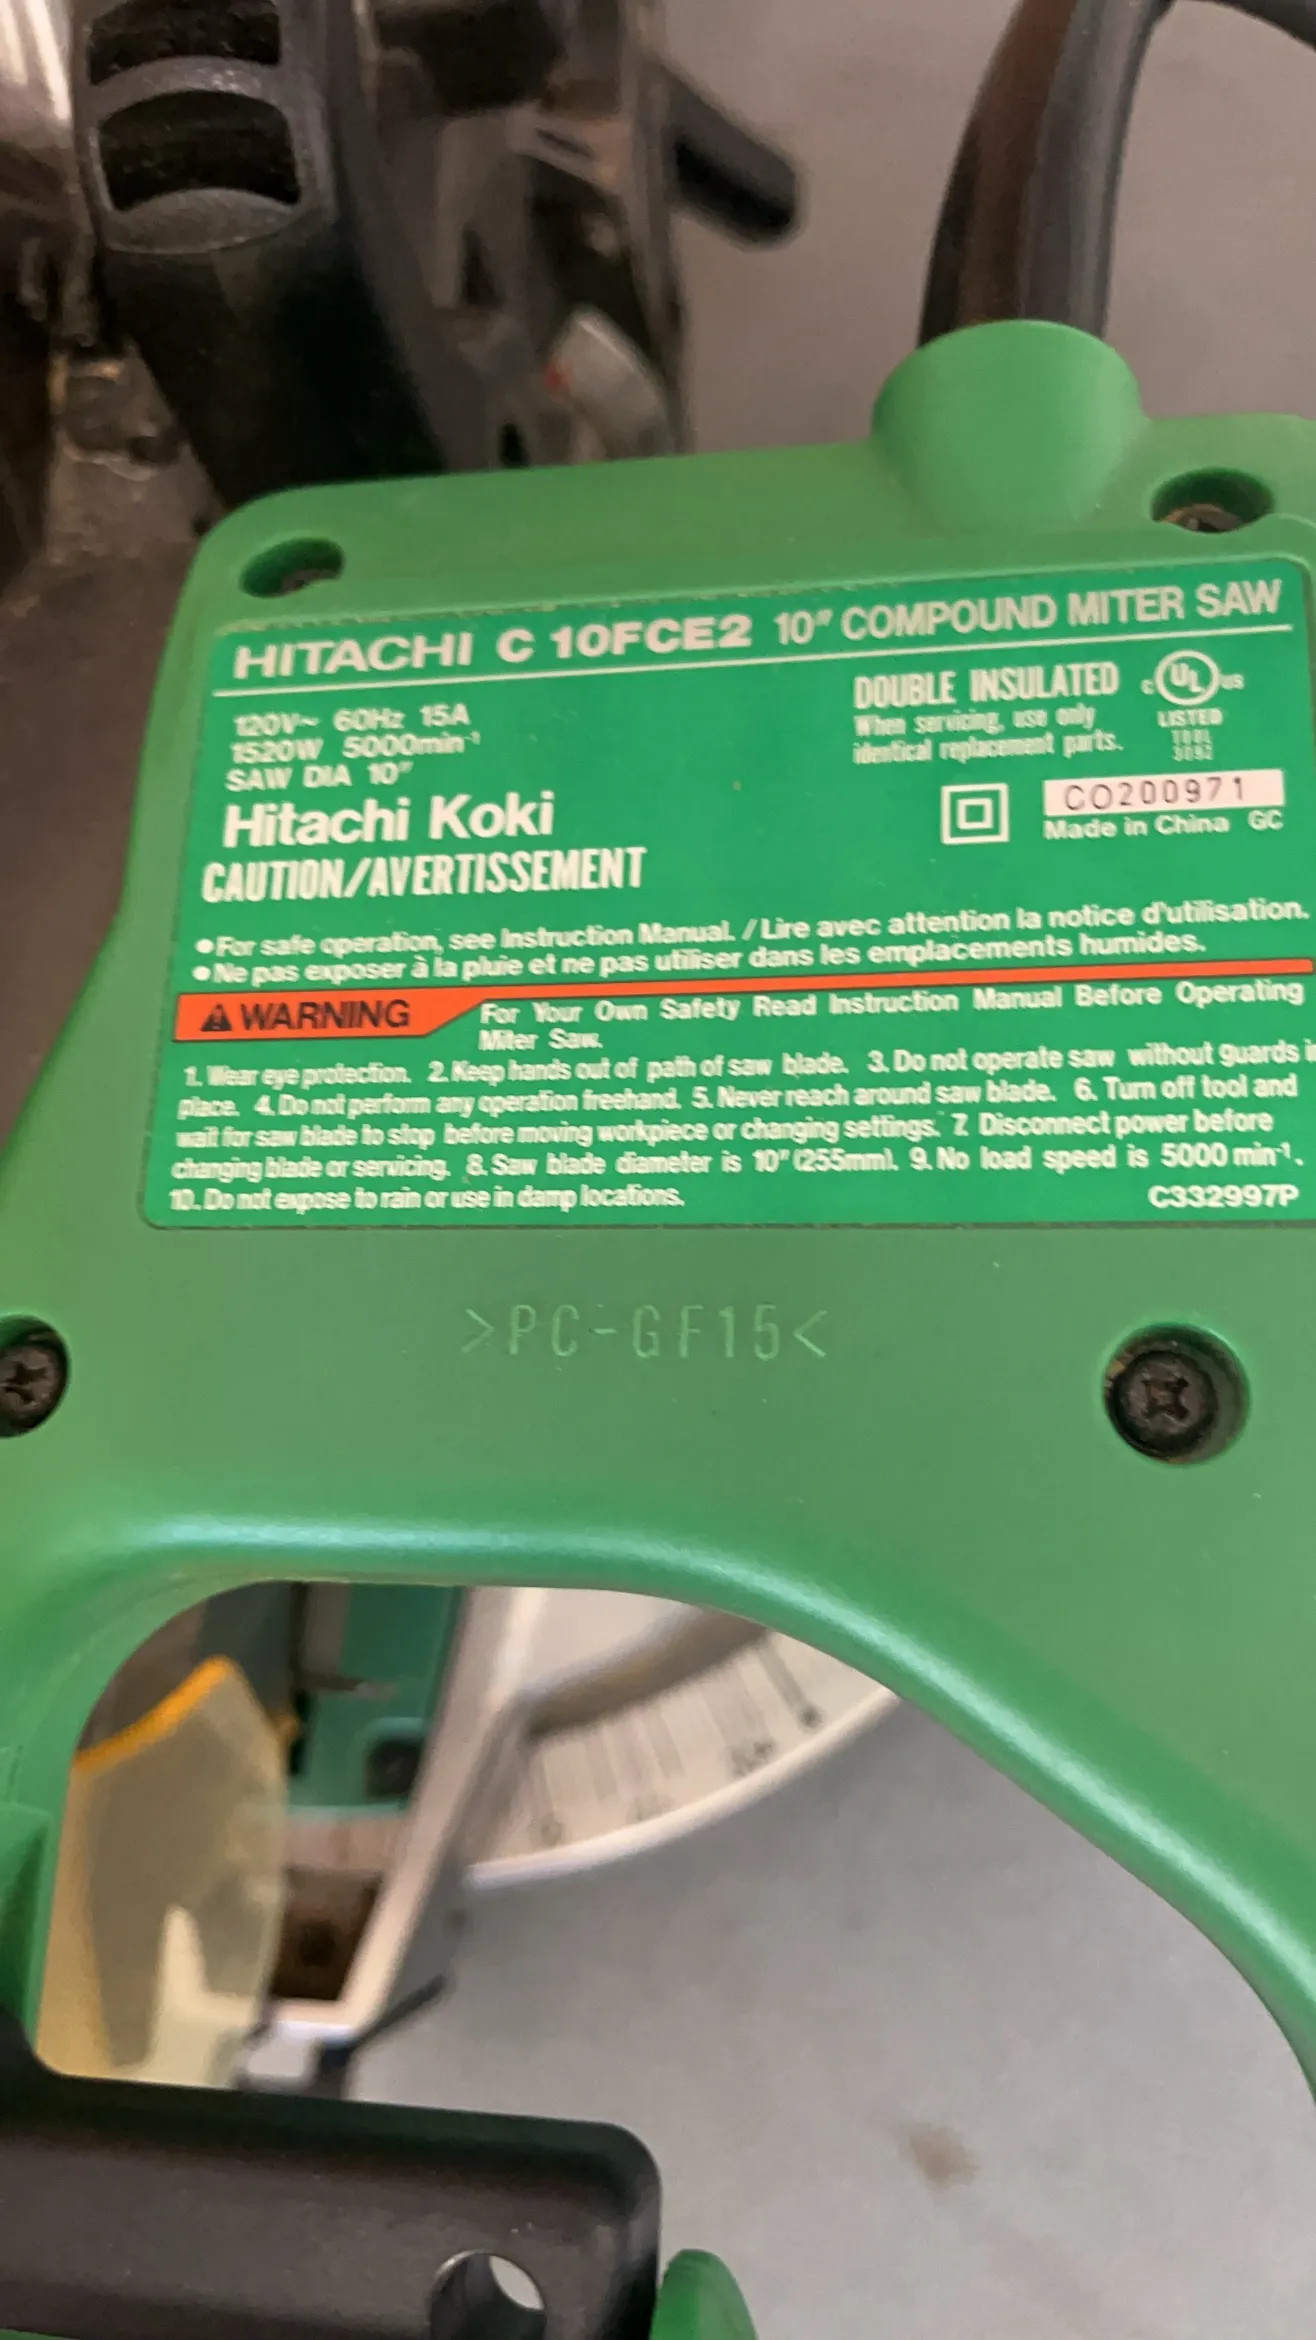 HITACHI C 10FCE2 10" COMPOUND MITER SAW
120V~ 60Hz 15A
1520W 5000min⁻¹
SAW DIA 10"
DOUBLE INSULATED
When servicing, use only
identical replacement parts.
C UL US
LISTED
TOOL
Hitachi Koki
CO200971
Made in China GC
CAUTION/AVERTISSEMENT
●For safe operation, see Instruction Manual. / Lire avec attention la notice d'utilisation.
●Ne pas exposer à la pluie et ne pas utiliser dans les emplacements humides.
WARNING
For Your Own Safety Read Instruction Manual Before Operating
Miter Saw.
1. Wear eye protection. 2. Keep hands out of path of saw blade. 3. Do not operate saw without guards in
place. 4. Do not perform any operation freehand. 5. Never reach around saw blade. 6. Turn off tool and
wait for saw blade to stop before moving workpiece or changing settings. 7. Disconnect power before
changing blade or servicing. 8. Saw blade diameter is 10" (255mm). 9. No load speed is 5000 min⁻¹.
10. Do not expose to rain or use in damp locations.
C332997P
>PC-GF15<